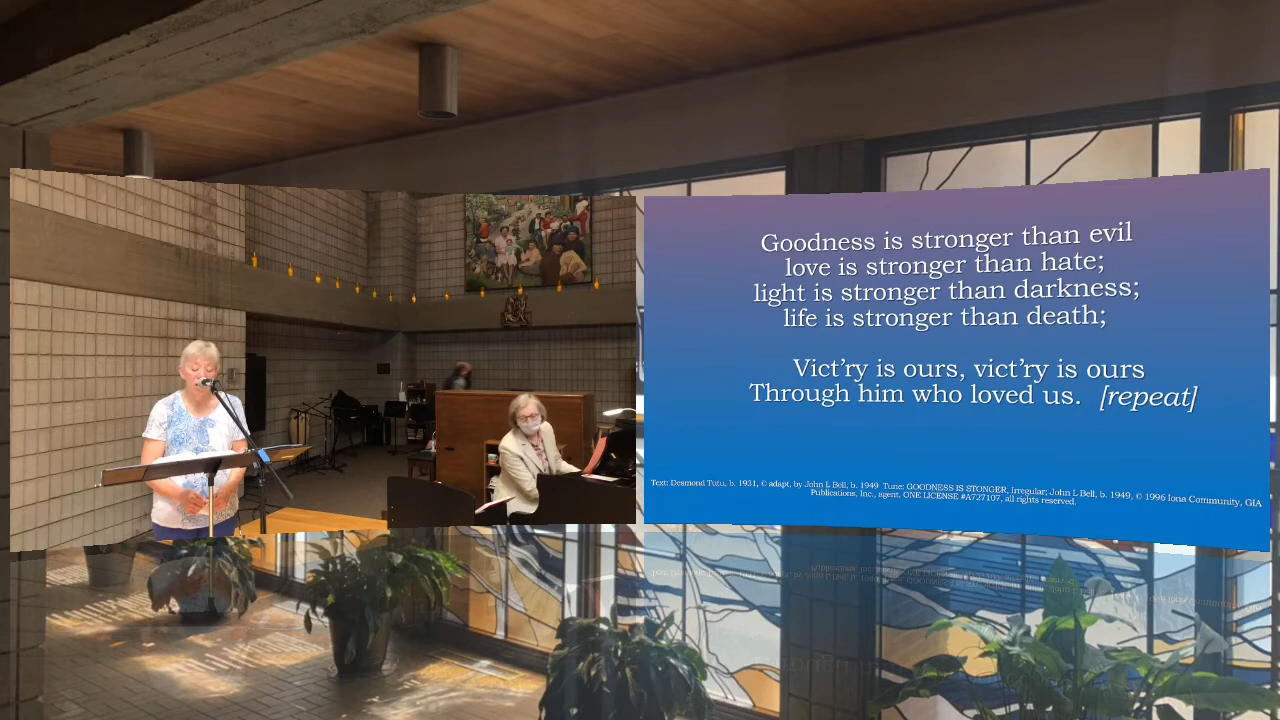 Goodness is stronger than evil
love is stronger than hate;
light is stronger than darkness;
life is stronger than death;
Vict'ry is ours, vict'ry is ours
Through him who loved us. [repeat]
Text: Desmond Tutu, b. 1931, © adapt, by John L Bell, b. 1949 Tune: GOODNESS IS STONGER, Irregular; John L Bell, b. 1949, © 1996 Iona Community, GIA
Publications, Inc., agent, ONE LICENSE #A727107, all rights reserved.